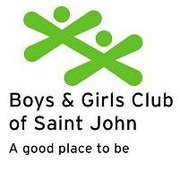 Boys & Girls Club
of Saint John
A good place to be